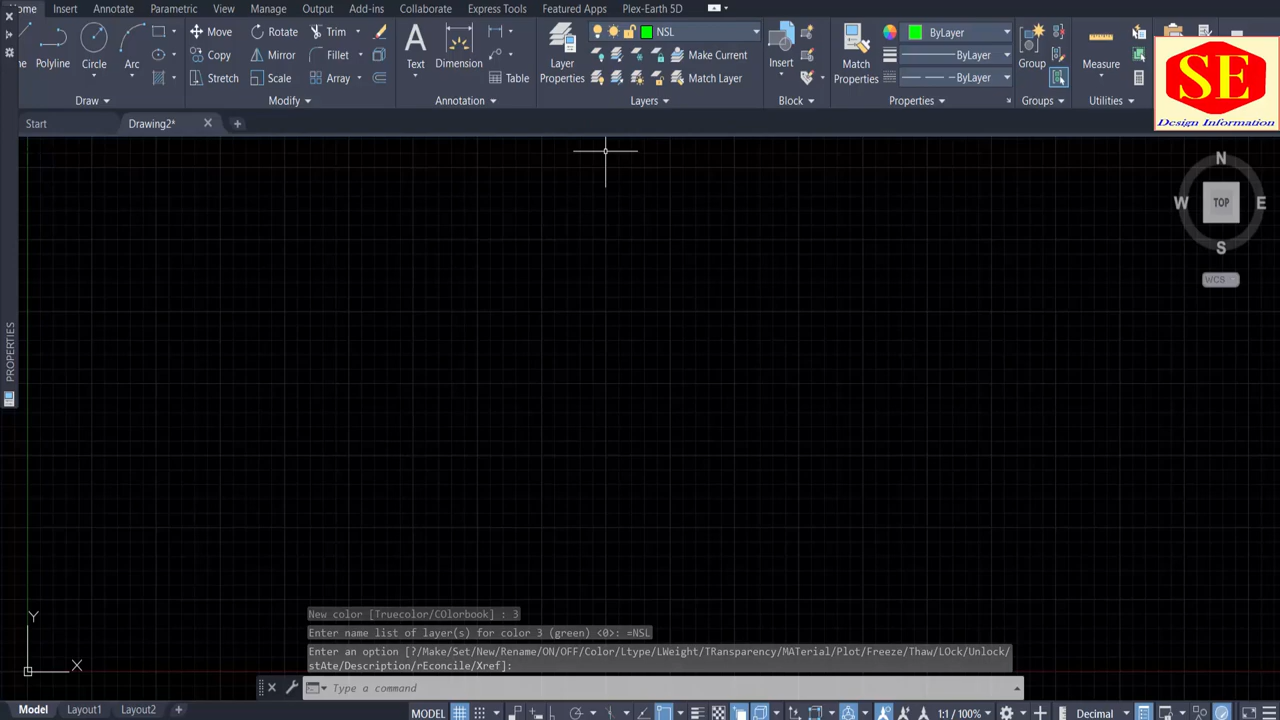 Home Insert Annotate Parametric View Manage Output Add-ins Collaborate Express Tools Featured Apps Plex-Earth 5D
Move Rotate Trim NSL ByLayer
Polyline Circle Arc Copy Mirror Fillet Text Dimension Layer Properties Make Current Insert Match Properties ByLayer Group Measure
Stretch Scale Array Table Match Layer ByLayer
Draw Modify Annotation Layers Block Properties Groups Utilities
SE
Design Information
Start Drawing2*
N
W TOP E
S
WCS
PROPERTIES
New color [Truecolor/COlorbook] : 3
Y
Enter name list of layer(s) for color 3 (green) <0>: =NSL
Enter an option [?/Make/Set/New/Rename/ON/OFF/Color/Ltype/LWeight/TRansparency/MATerial/Plot/Freeze/Thaw/LOck/Unlock/
stAte/Description/rEconcile/Xref]:
X
Type a command
Model Layout1 Layout2 MODEL 1:1 / 100% Decimal